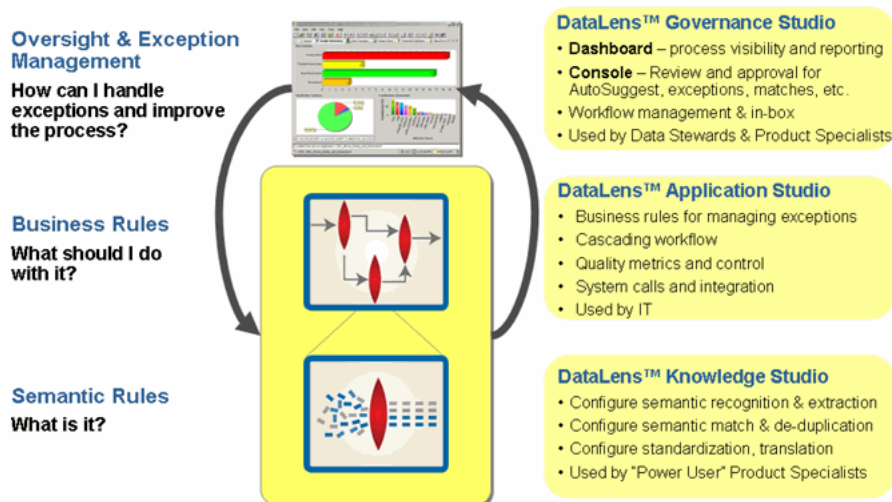 Oversight & Exception
Management
How can I handle
exceptions and improve
the process?
Business Rules
What should I do
with it?
Semantic Rules
What is it?
DataLens™ Governance Studio
• Dashboard – process visibility and reporting
• Console – Review and approval for
AutoSuggest, exceptions, matches, etc.
• Workflow management & in-box
• Used by Data Stewards & Product Specialists
DataLens™ Application Studio
• Business rules for managing exceptions
• Cascading workflow
• Quality metrics and control
• System calls and integration
• Used by IT
DataLens™ Knowledge Studio
• Configure semantic recognition & extraction
• Configure semantic match & de-duplication
• Configure standardization, translation
• Used by "Power User" Product Specialists